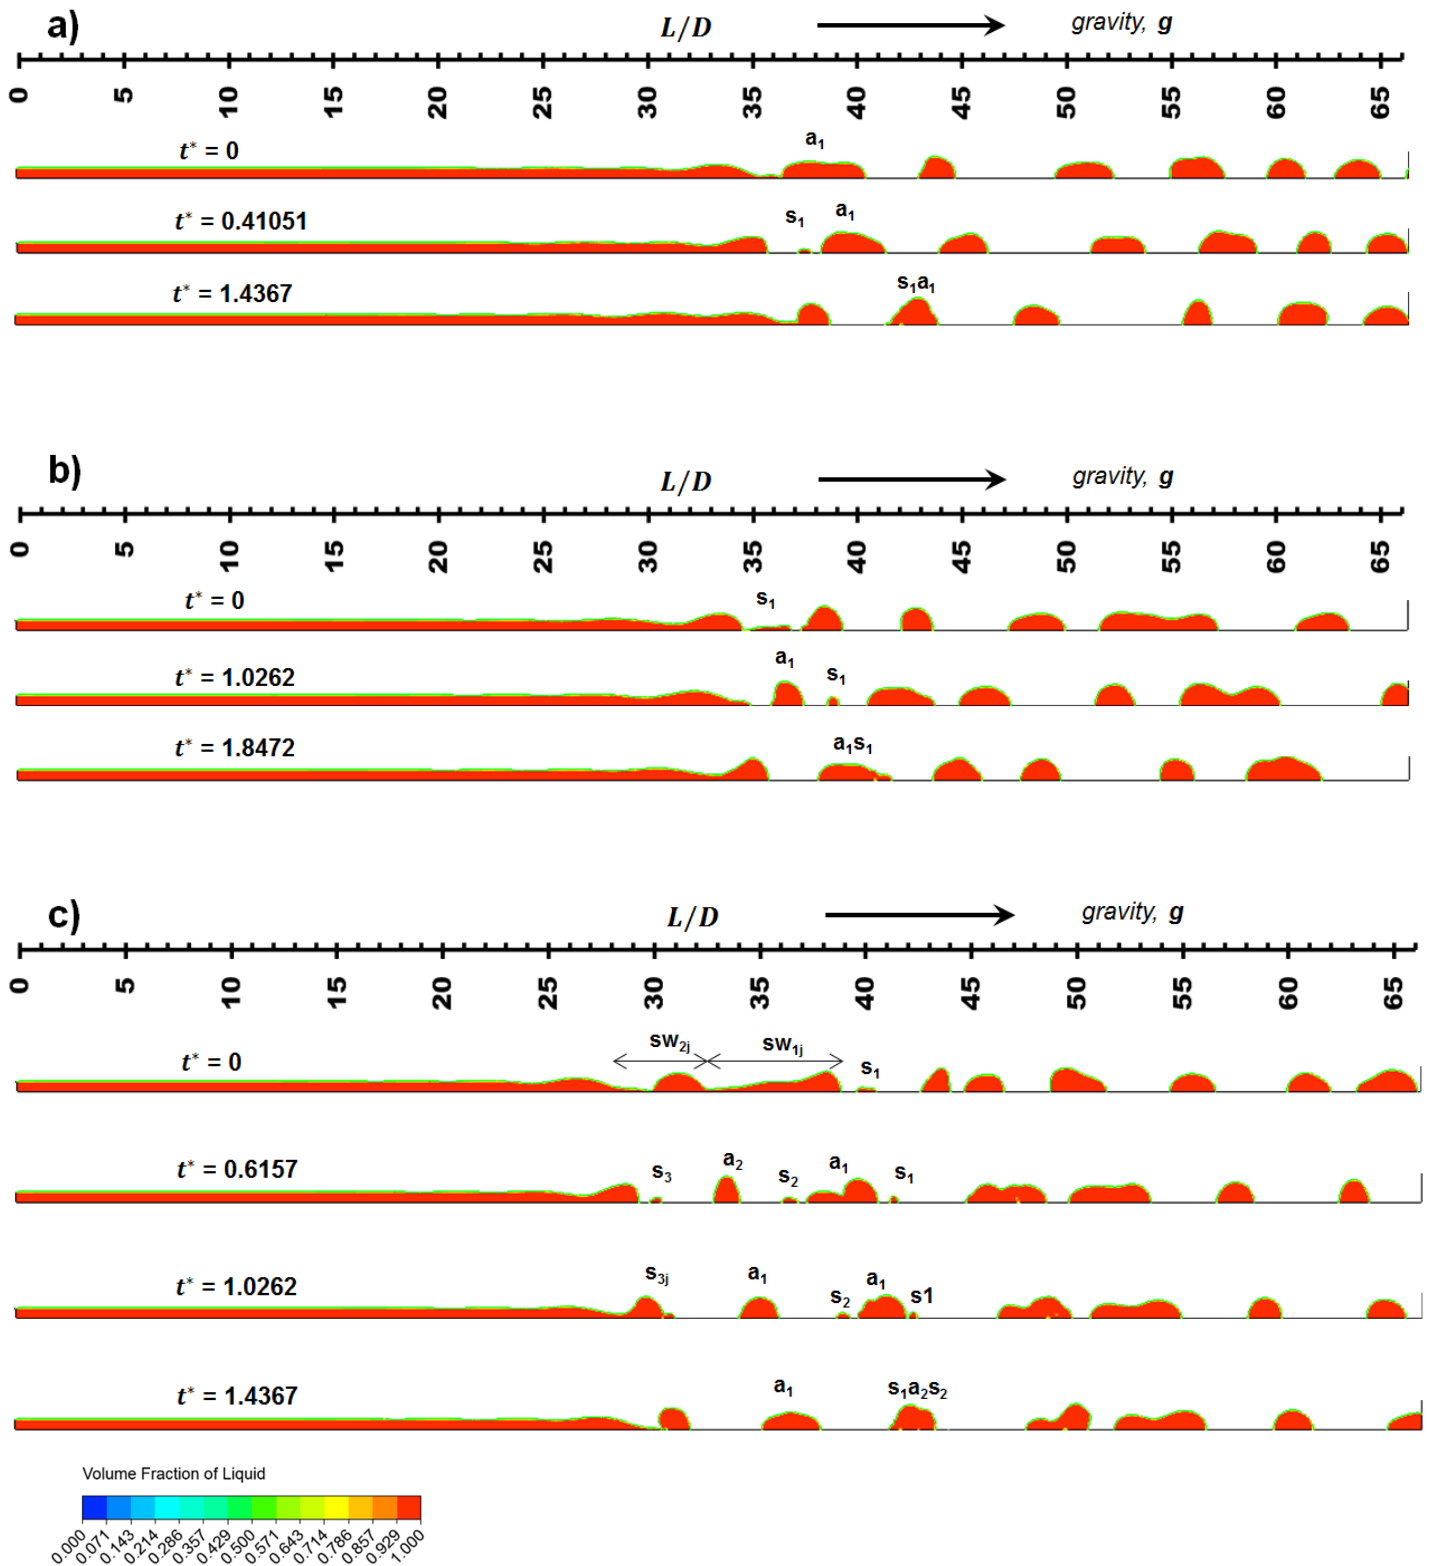 a)
L/D
gravity, g
0 5 10 15 20 25 30 35 40 45 50 55 60 65
t* = 0
a1
t* = 0.41051
s1 a1
t* = 1.4367
s1a1
b)
L/D
gravity, g
0 5 10 15 20 25 30 35 40 45 50 55 60 65
t* = 0
s1
t* = 1.0262
a1
s1
t* = 1.8472
a1s1
c)
L/D
gravity, g
0 5 10 15 20 25 30 35 40 45 50 55 60 65
t* = 0
sw2j sw1j
s1
t* = 0.6157
s3 a2 s2 a1 s1
t* = 1.0262
s3j a1 s2 a1 s1
t* = 1.4367
a1 s1a2s2
Volume Fraction of Liquid
0.000 0.071 0.143 0.214 0.286 0.357 0.429 0.500 0.571 0.643 0.714 0.786 0.857 0.929 1.000